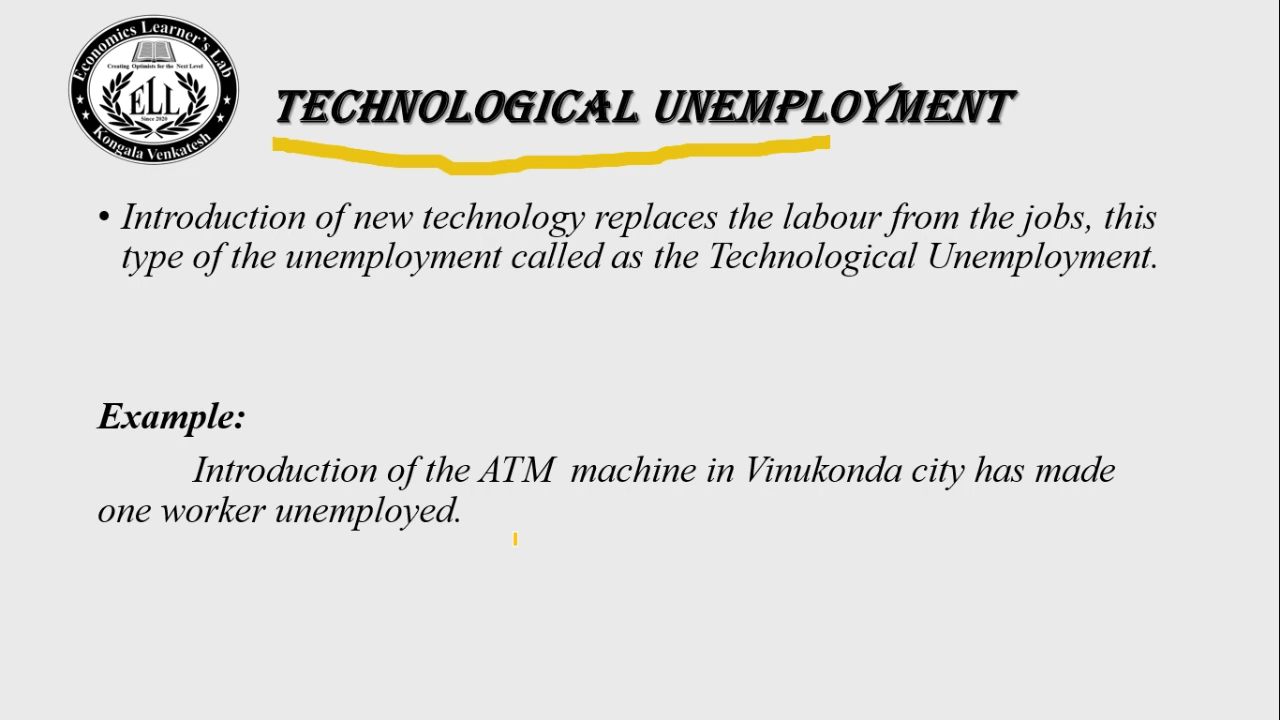 Economics Learner's Lab
Creating Optimists for the Next Level
ELL
Since 2020
Kongala Venkatesh
TECHNOLOGICAL UNEMPLOYMENT
• Introduction of new technology replaces the labour from the jobs, this
type of the unemployment called as the Technological Unemployment.
Example:
Introduction of the ATM machine in Vinukonda city has made
one worker unemployed.